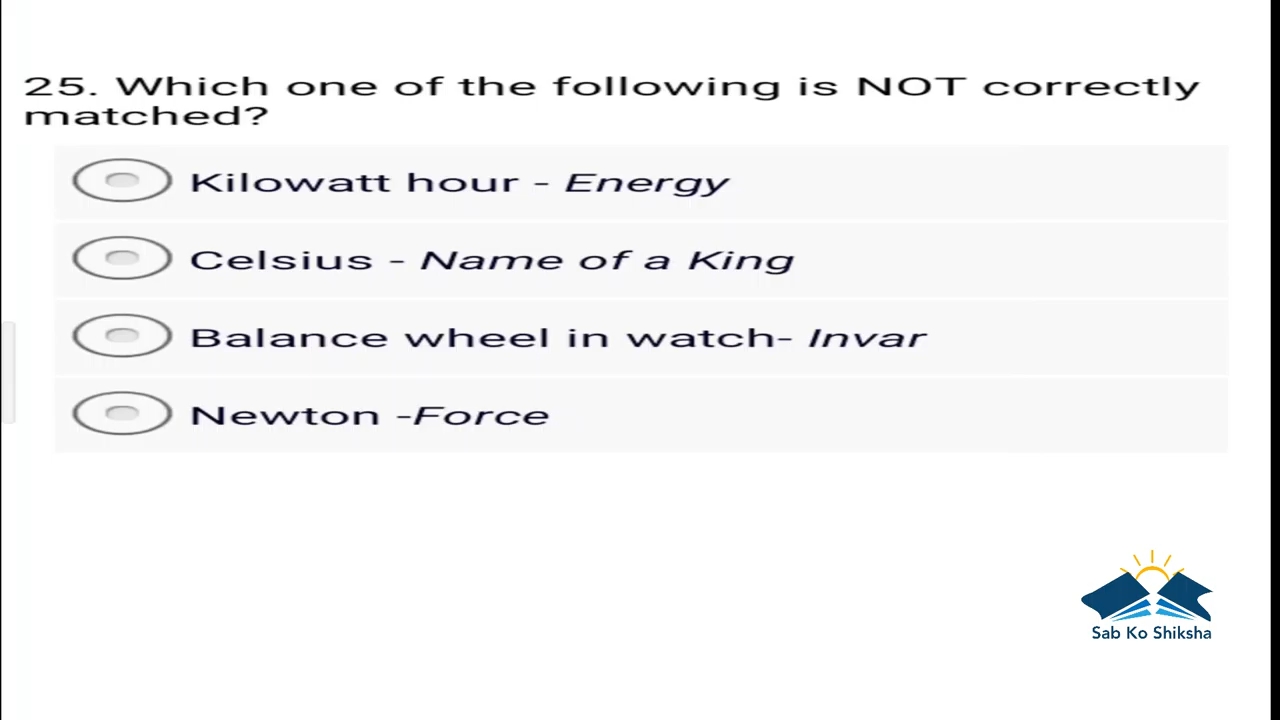 25. Which one of the following is NOT correctly
matched?
Kilowatt hour - Energy
Celsius - Name of a King
Balance wheel in watch- Invar
Newton -Force
Sab Ko Shiksha